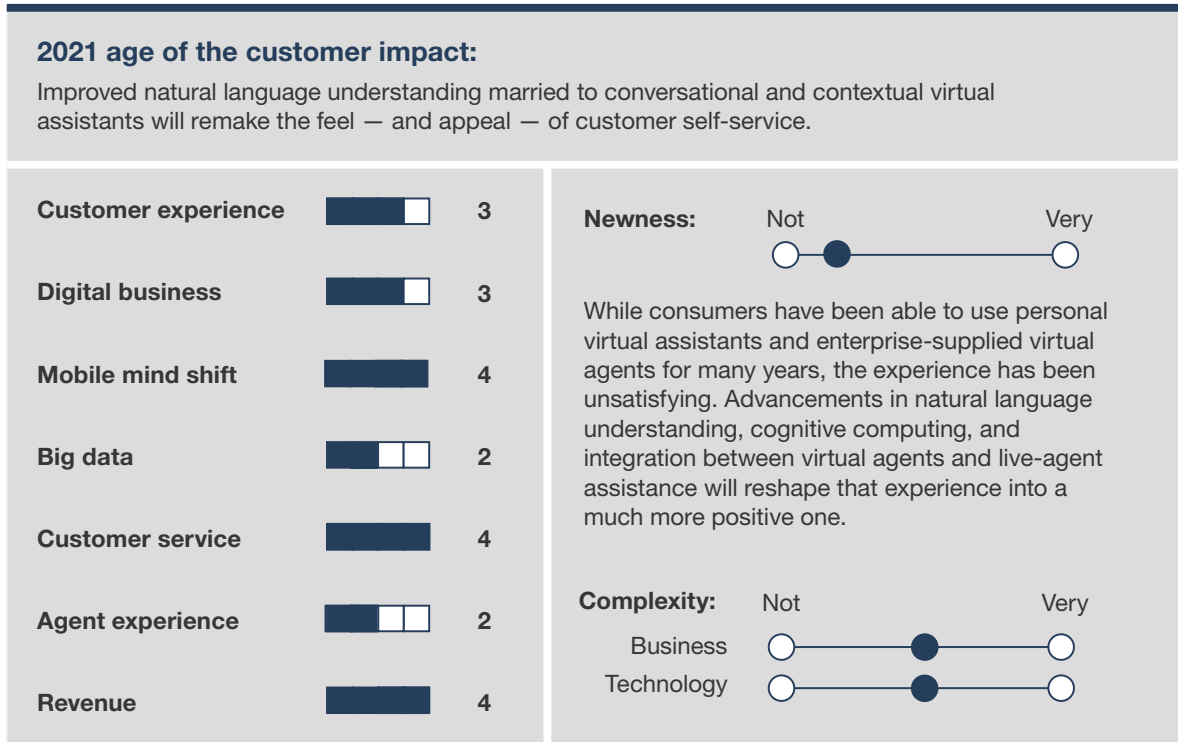 2021 age of the customer impact:
Improved natural language understanding married to conversational and contextual virtual
assistants will remake the feel — and appeal — of customer self-service.
Customer experience 3
Digital business 3
Mobile mind shift 4
Big data 2
Customer service 4
Agent experience 2
Revenue 4
Newness: Not Very
While consumers have been able to use personal
virtual assistants and enterprise-supplied virtual
agents for many years, the experience has been
unsatisfying. Advancements in natural language
understanding, cognitive computing, and
integration between virtual agents and live-agent
assistance will reshape that experience into a
much more positive one.
Complexity: Not Very
Business
Technology